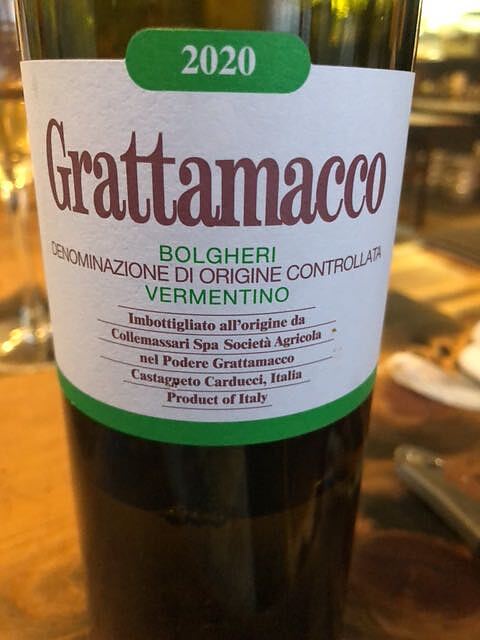 2020
Grattamacco
BOLGHERI
DENOMINAZIONE DI ORIGINE CONTROLLATA
VERMENTINO
Imbottigliato all'origine da
Collemassari Spa Società Agricola
nel Podere Grattamacco
Castagneto Carducci, Italia
Product of Italy